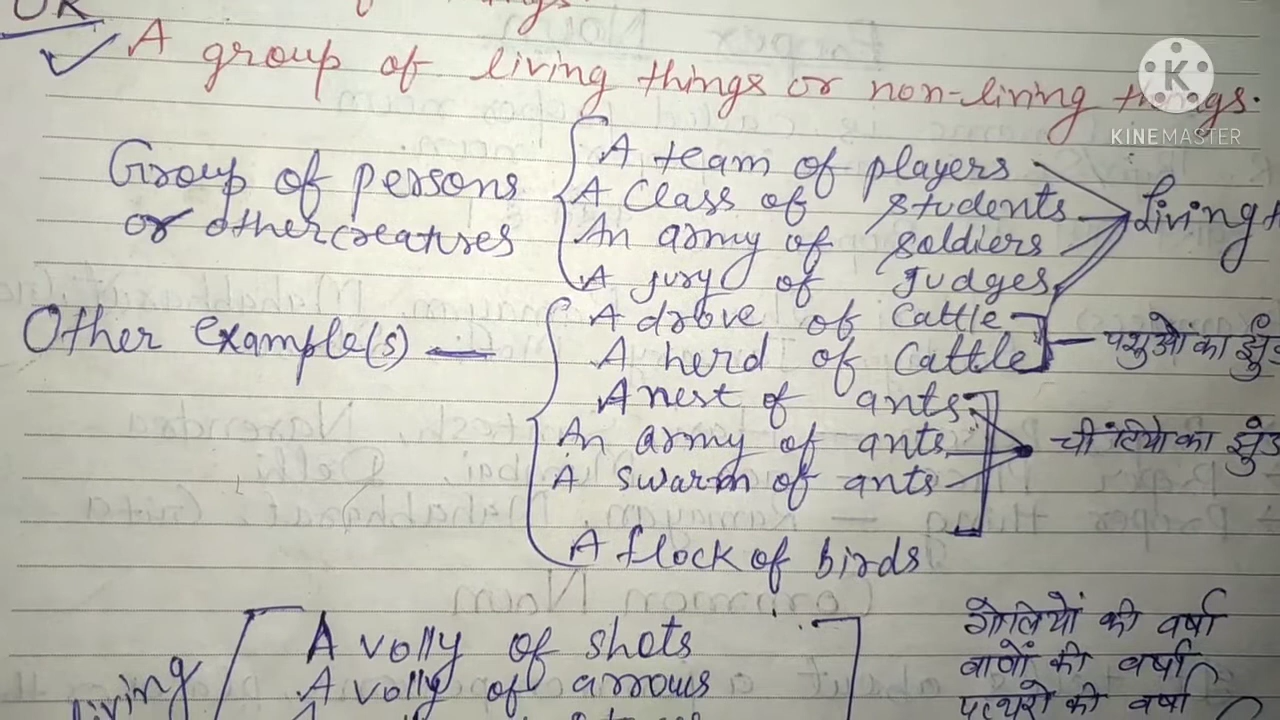 OR
A group of living things or non-living things.
KINEMASTER
Group of persons
or other creatures
A team of players
A Class of students
An army of soldiers
A jury of Judges
Living
Other example(s) —
A drove of Cattle
A herd of Cattle
पशुओं का
A nest of ants
An army of ants
A swarm of ants
चीं टियो का
A flock of birds
A volly of shots
गोलियों की वर्षा
A volly of arrows
वाणों की वर्षा
पत्थरो की वर्षा